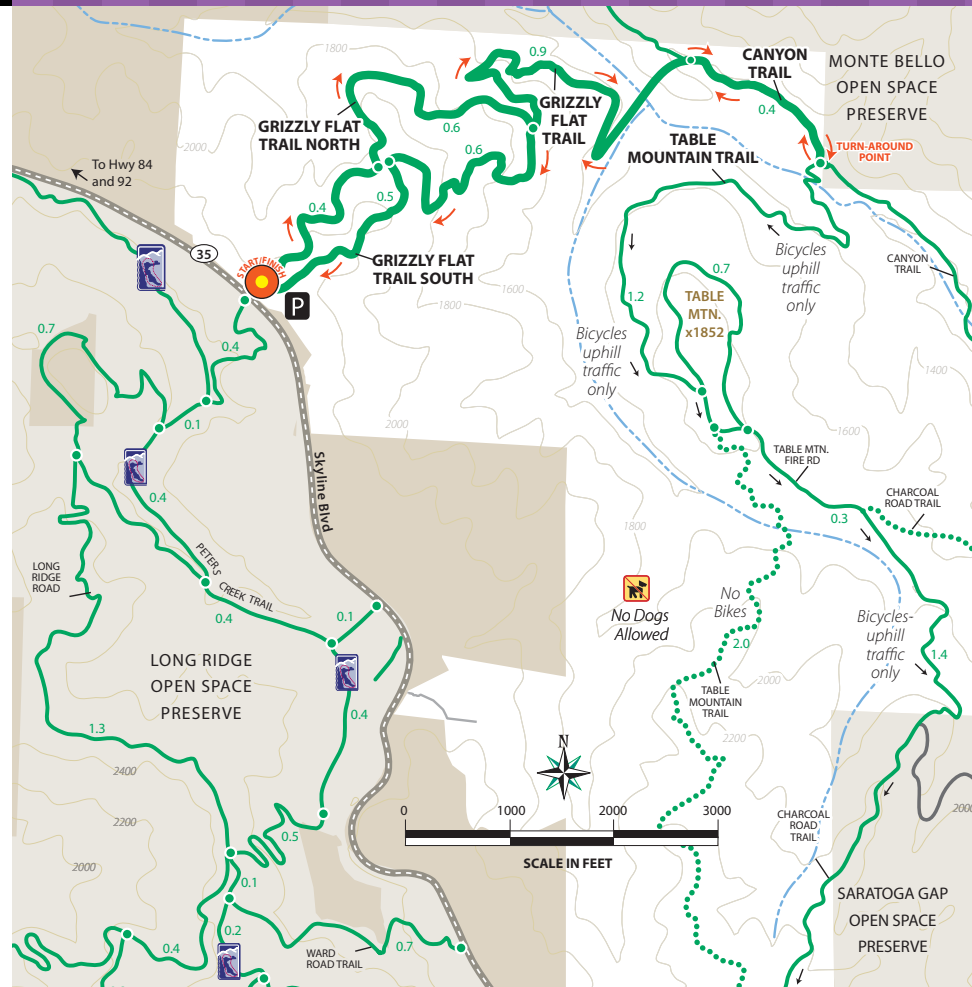 1800
0.9
CANYON
TRAIL
MONTE BELLO
OPEN SPACE
PRESERVE
GRIZZLY FLAT
TRAIL NORTH
GRIZZLY
FLAT
TRAIL
0.4
0.6
2000
0.6
TABLE
MOUNTAIN TRAIL
TURN-AROUND
POINT
To Hwy 84
and 92
0.5
0.4
35
START/FINISH
GRIZZLY FLAT
TRAIL SOUTH
P
Bicycles
uphill
traffic
only
CANYON
TRAIL
1600
1800
0.7
1.2
TABLE
MTN.
x1852
0.7
0.4
Bicycles
uphill
traffic
only
1400
0.1
2000
1600
TABLE MTN.
FIRE RD
Skyline Blvd
0.4
CHARCOAL
ROAD TRAIL
0.3
1800
PETERS
CREEK TRAIL
LONG
RIDGE
ROAD
0.4
0.1
No Dogs
Allowed
No
Bikes
2.0
Bicycles-
uphill
traffic
only
1.4
LONG RIDGE
OPEN SPACE
PRESERVE
TABLE
MOUNTAIN
TRAIL
2000
0.4
1.3
2200
N
2400
2200
0
1000
2000
3000
SCALE IN FEET
CHARCOAL
ROAD
TRAIL
200
0.5
2000
0.1
SARATOGA GAP
OPEN SPACE
PRESERVE
0.2
0.4
WARD
ROAD TRAIL
0.7